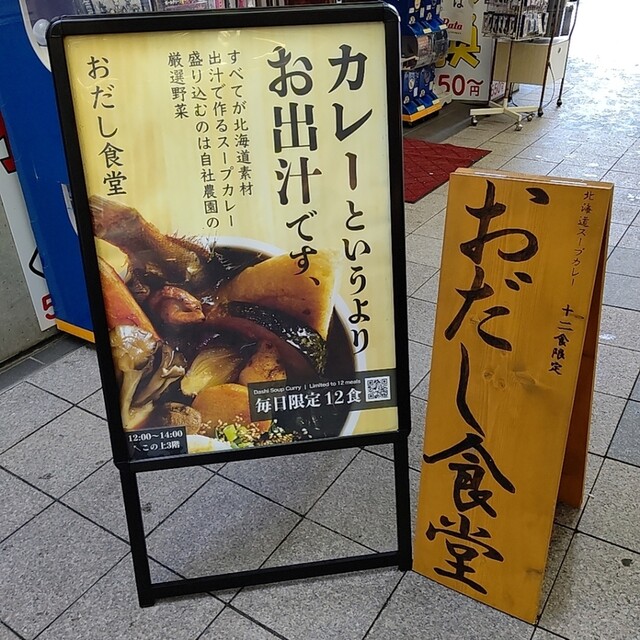 カレーというより
お出汁です、
すべてが北海道素材
出汁で作るスープカレー
盛り込むのは自社農園の
厳選野菜
おだし食堂
Dashi Soup Curry | Limited to 12 meals
毎日限定12食
12:00〜14:00
この上3階
北海道スープカレー
十二食限定
おだし食堂
50円